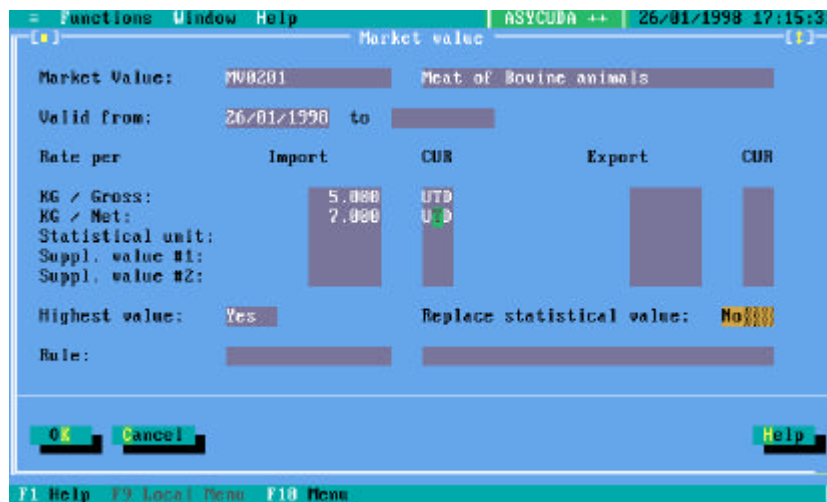 = Functions Window Help ASYCUDA ++ 26/01/1998 17:15:3
Market value
Market Value: MV0201 Meat of Bovine animals
Valid from: 26/01/1998 to
Rate per Import CUR Export CUR
KG / Gross: 5.000 UTD
KG / Net: 7.000 UTD
Statistical unit:
Suppl. value #1:
Suppl. value #2:
Highest value: Yes Replace statistical value: No
Rule:
OK Cancel Help
F1 Help F9 Local Menu F10 Menu